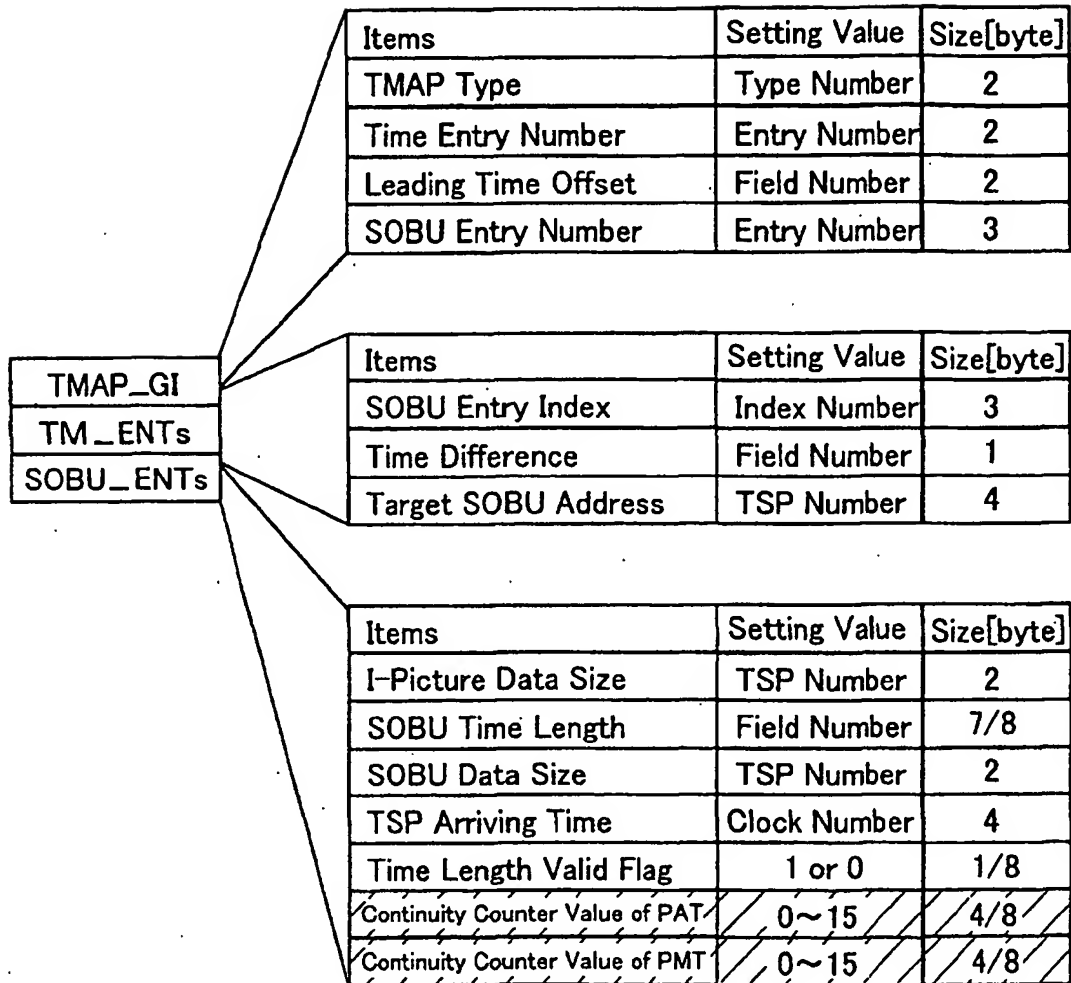 Items Setting Value Size[byte]
TMAP Type Type Number 2
Time Entry Number Entry Number 2
Leading Time Offset Field Number 2
SOBU Entry Number Entry Number 3
TMAP_GI
TM_ENTs
SOBU_ENTs
Items Setting Value Size[byte]
SOBU Entry Index Index Number 3
Time Difference Field Number 1
Target SOBU Address TSP Number 4
Items Setting Value Size[byte]
I-Picture Data Size TSP Number 2
SOBU Time Length Field Number 7/8
SOBU Data Size TSP Number 2
TSP Arriving Time Clock Number 4
Time Length Valid Flag 1 or 0 1/8
Continuity Counter Value of PAT 0~15 4/8
Continuity Counter Value of PMT 0~15 4/8